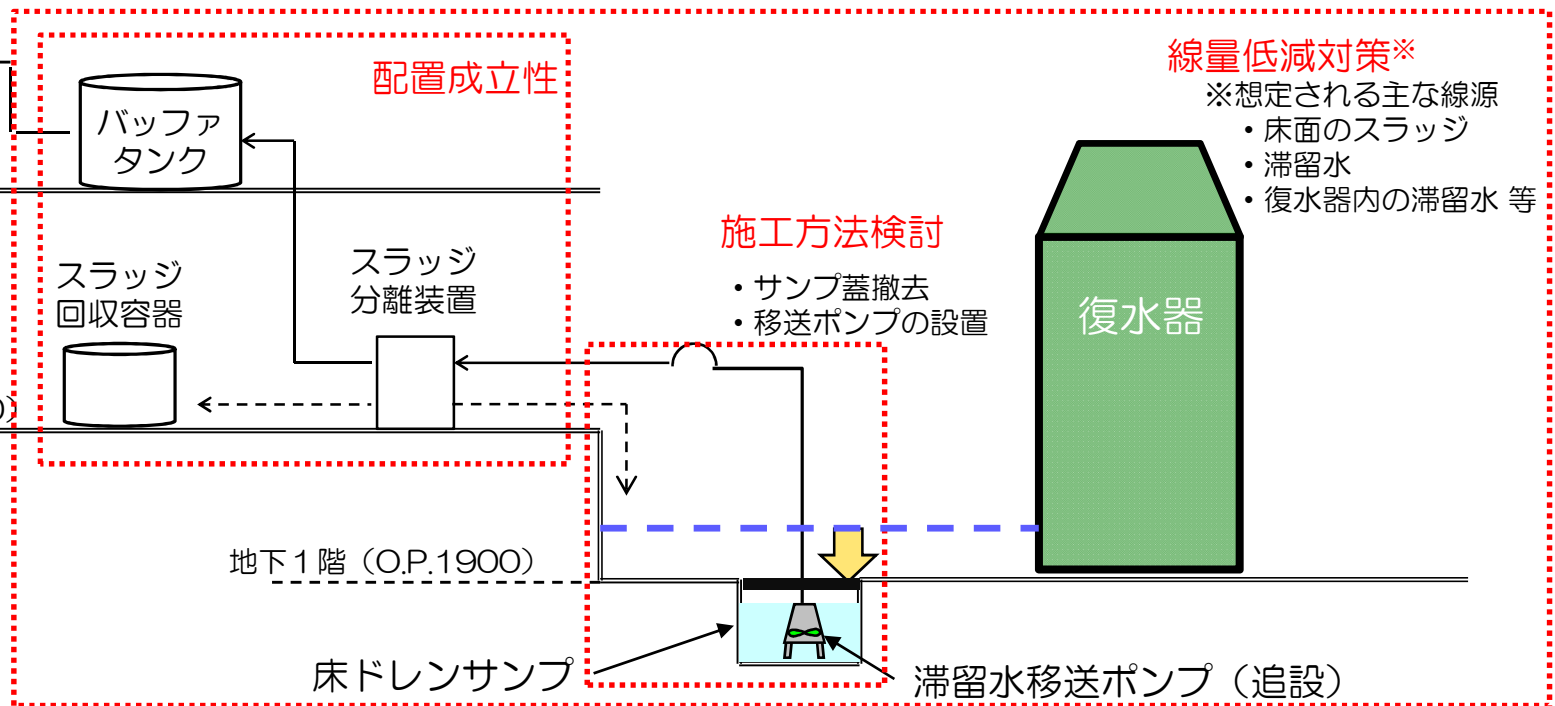 配置成立性
線量低減対策※
※想定される主な線源
・床面のスラッジ
・滞留水
・復水器内の滞留水 等
バッファ
タンク
施工方法検討
・サンプ蓋撤去
・移送ポンプの設置
スラッジ
回収容器
スラッジ
分離装置
復水器
地下１階（O.P.1900）
床ドレンサンプ
滞留水移送ポンプ（追設）